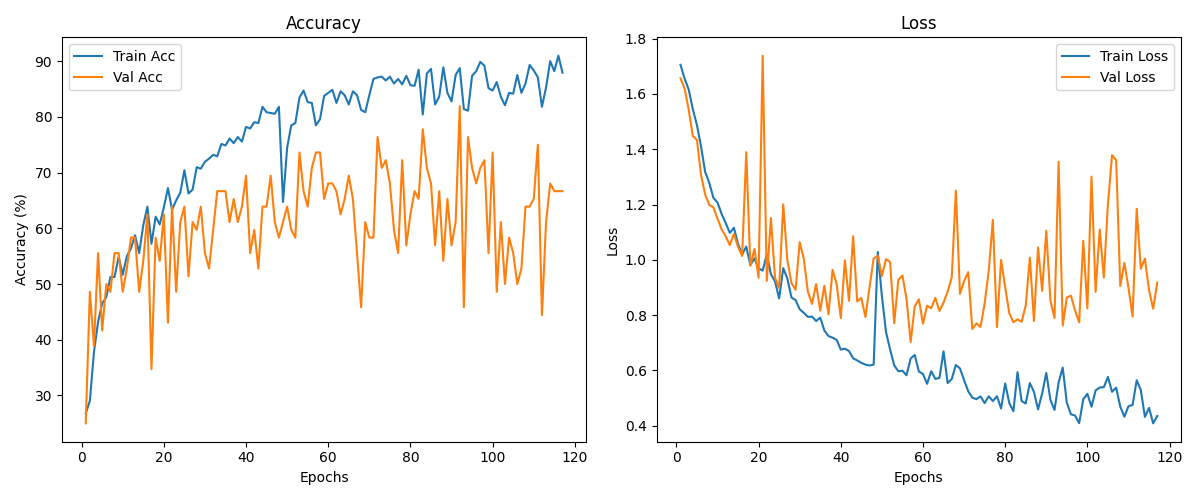 Accuracy
Train Acc
Val Acc
Accuracy (%)
90
80
70
60
50
40
30
0 20 40 60 80 100 120
Epochs
Loss
Train Loss
Val Loss
Loss
1.8
1.6
1.4
1.2
1.0
0.8
0.6
0.4
0 20 40 60 80 100 120
Epochs